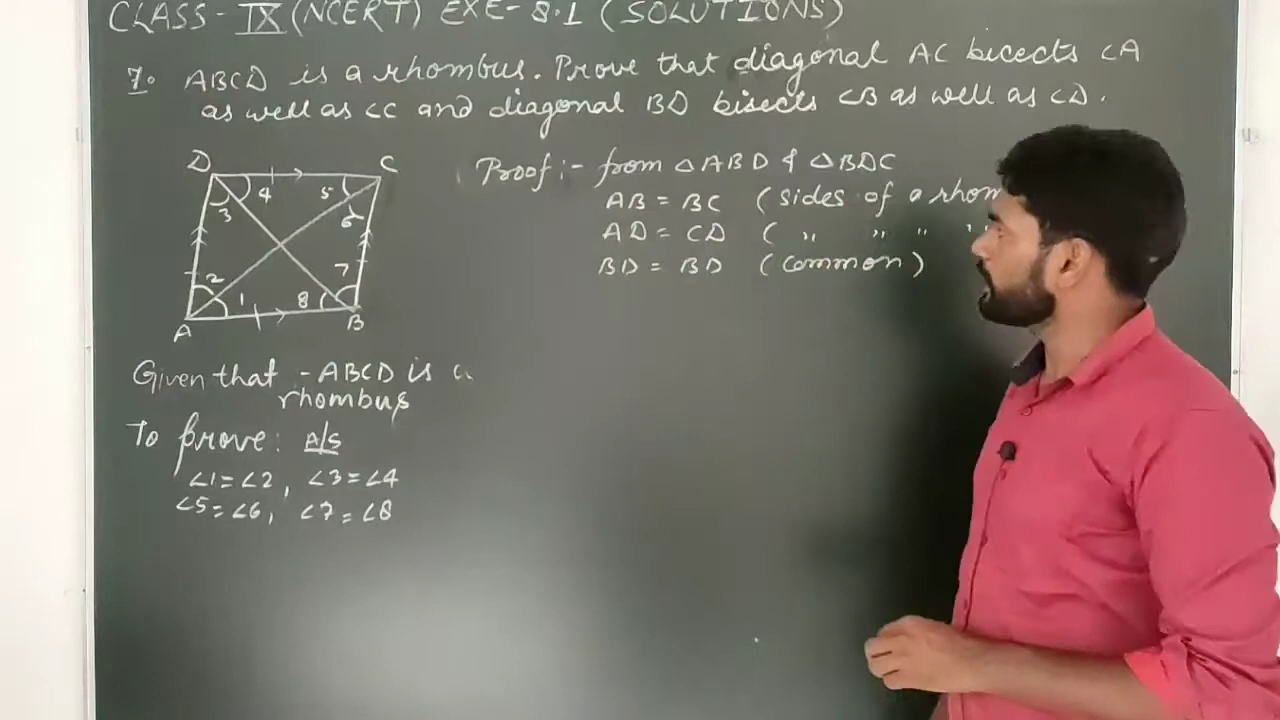 CLASS - IX (NCERT) EXE- 8.1 (SOLUTIONS)
7. ABCD is a rhombus. Prove that diagonal AC bicects ∠A
as well as ∠C and diagonal BD bisects ∠B as well as ∠D.
D C
4 5
3 6
2 7
1 8
A B
Given that - ABCD is a
rhombus
To prove: A/S
∠1=∠2, ∠3=∠4
∠5=∠6, ∠7=∠8
Proof :- from △ABD & △BDC
AB = BC (sides of a rhom
AD = CD ( " " " "
BD = BD (common)